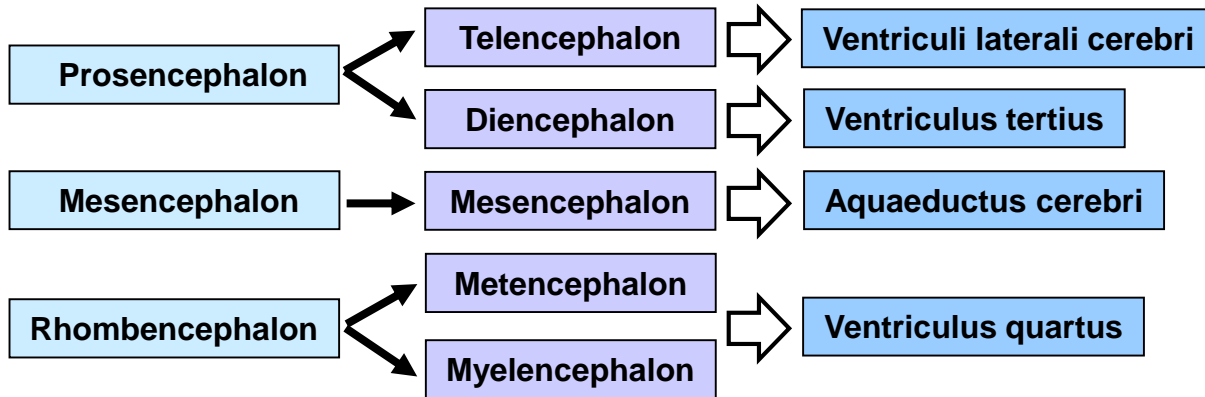 Telencephalon
Ventriculi laterali cerebri
Prosencephalon
Diencephalon
Ventriculus tertius
Mesencephalon
Mesencephalon
Aquaeductus cerebri
Metencephalon
Rhombencephalon
Ventriculus quartus
Myelencephalon